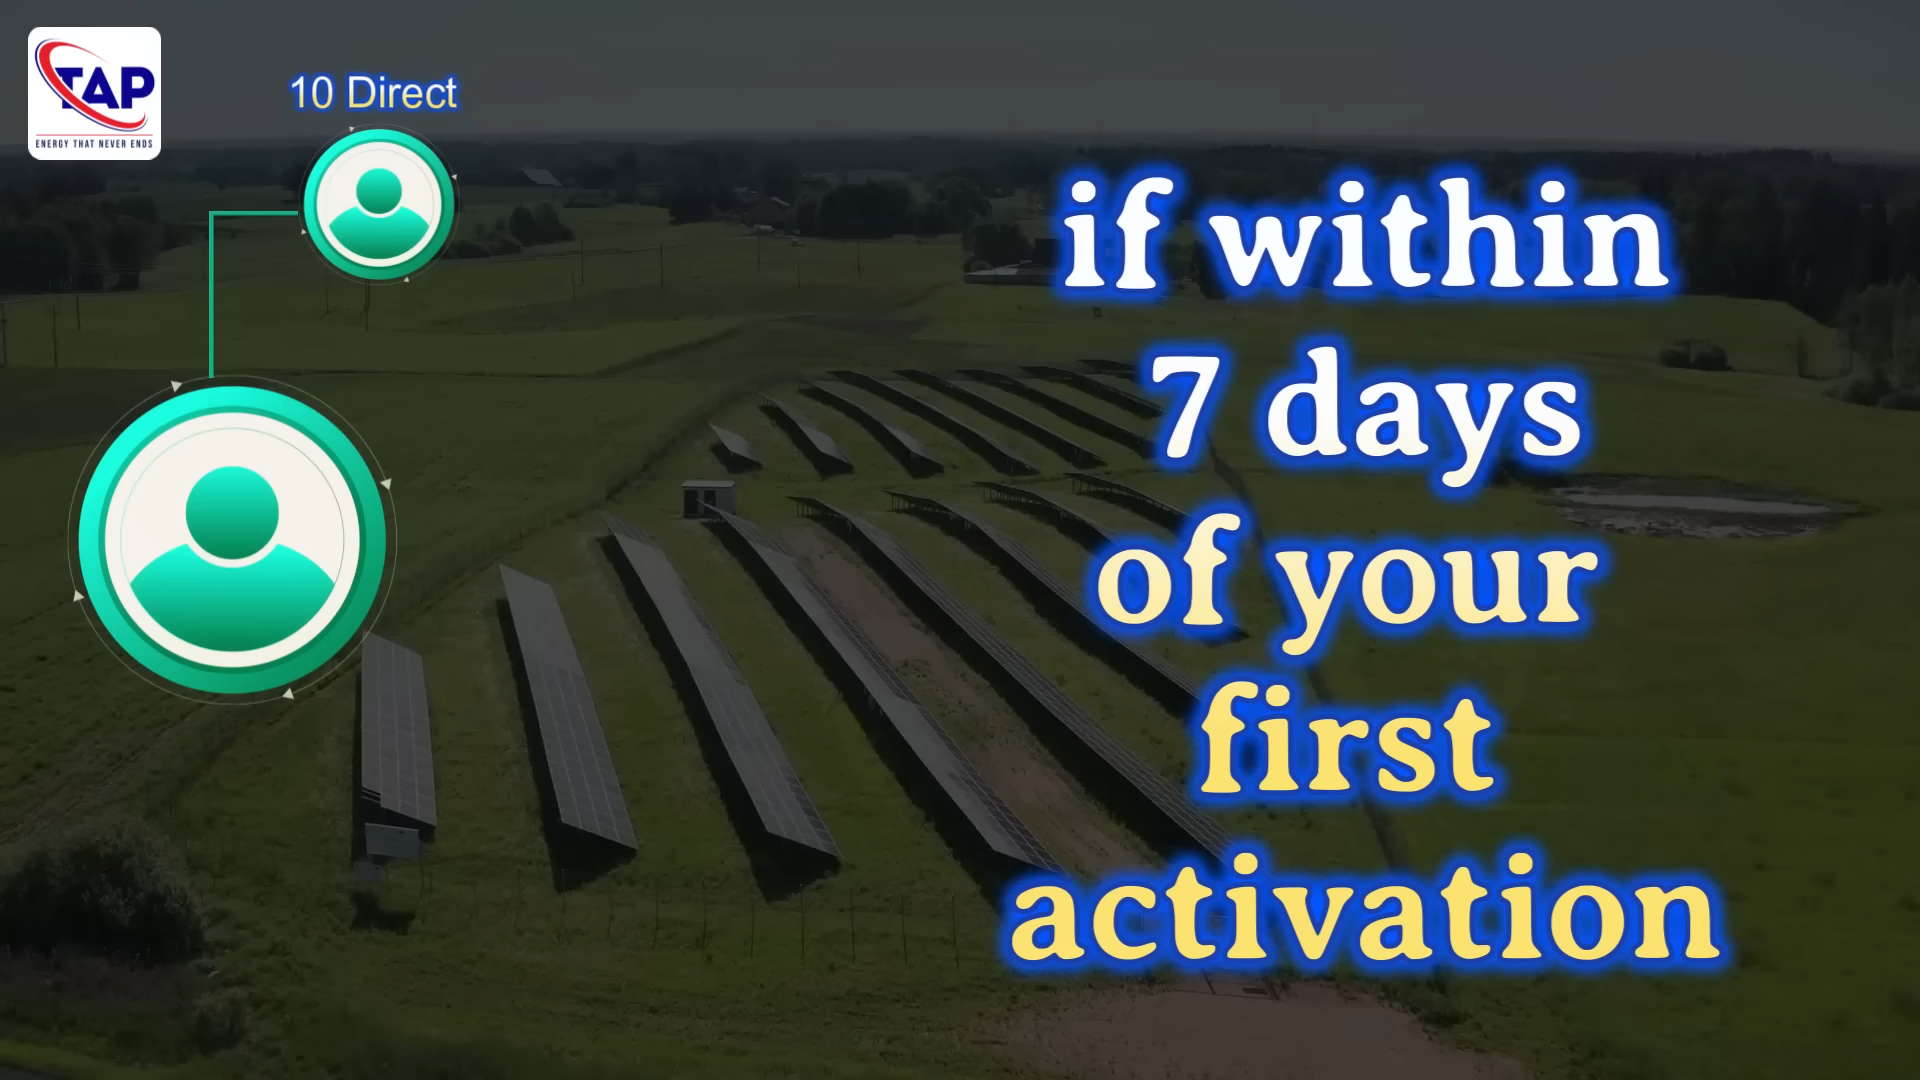 TAP
ENERGY THAT NEVER ENDS
10 Direct
if within
7 days
of your
first
activation